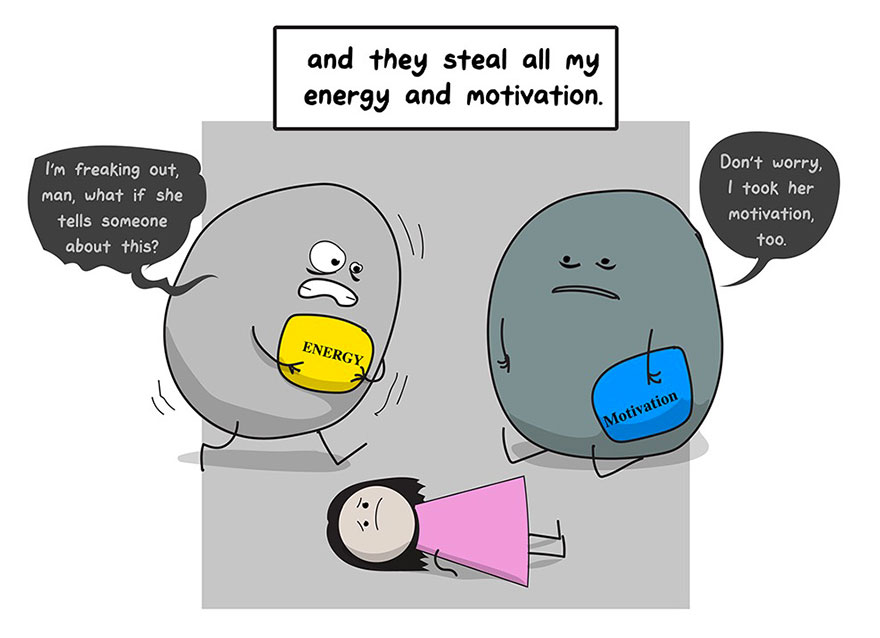 and they steal all my
energy and motivation.
I'm freaking out,
man, what if she
tells someone
about this?
Don't worry,
I took her
motivation,
too.
ENERGY
Motivation